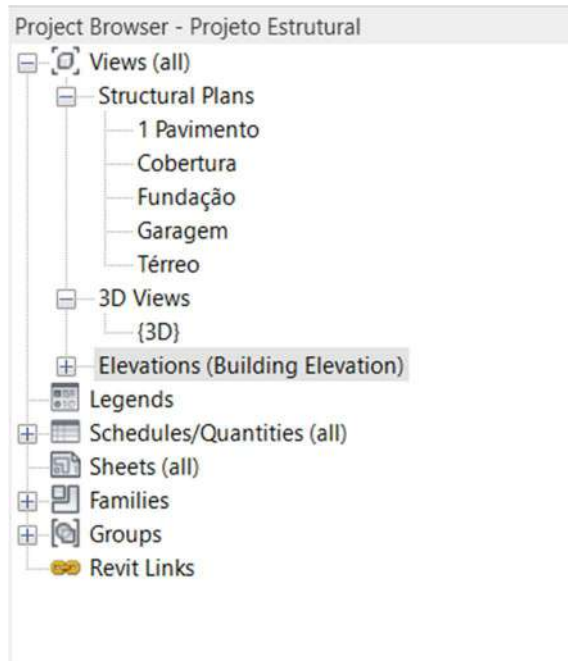 Project Browser - Projeto Estrutural
Views (all)
Structural Plans
1 Pavimento
Cobertura
Fundação
Garagem
Térreo
3D Views
{3D}
Elevations (Building Elevation)
Legends
Schedules/Quantities (all)
Sheets (all)
Families
Groups
Revit Links